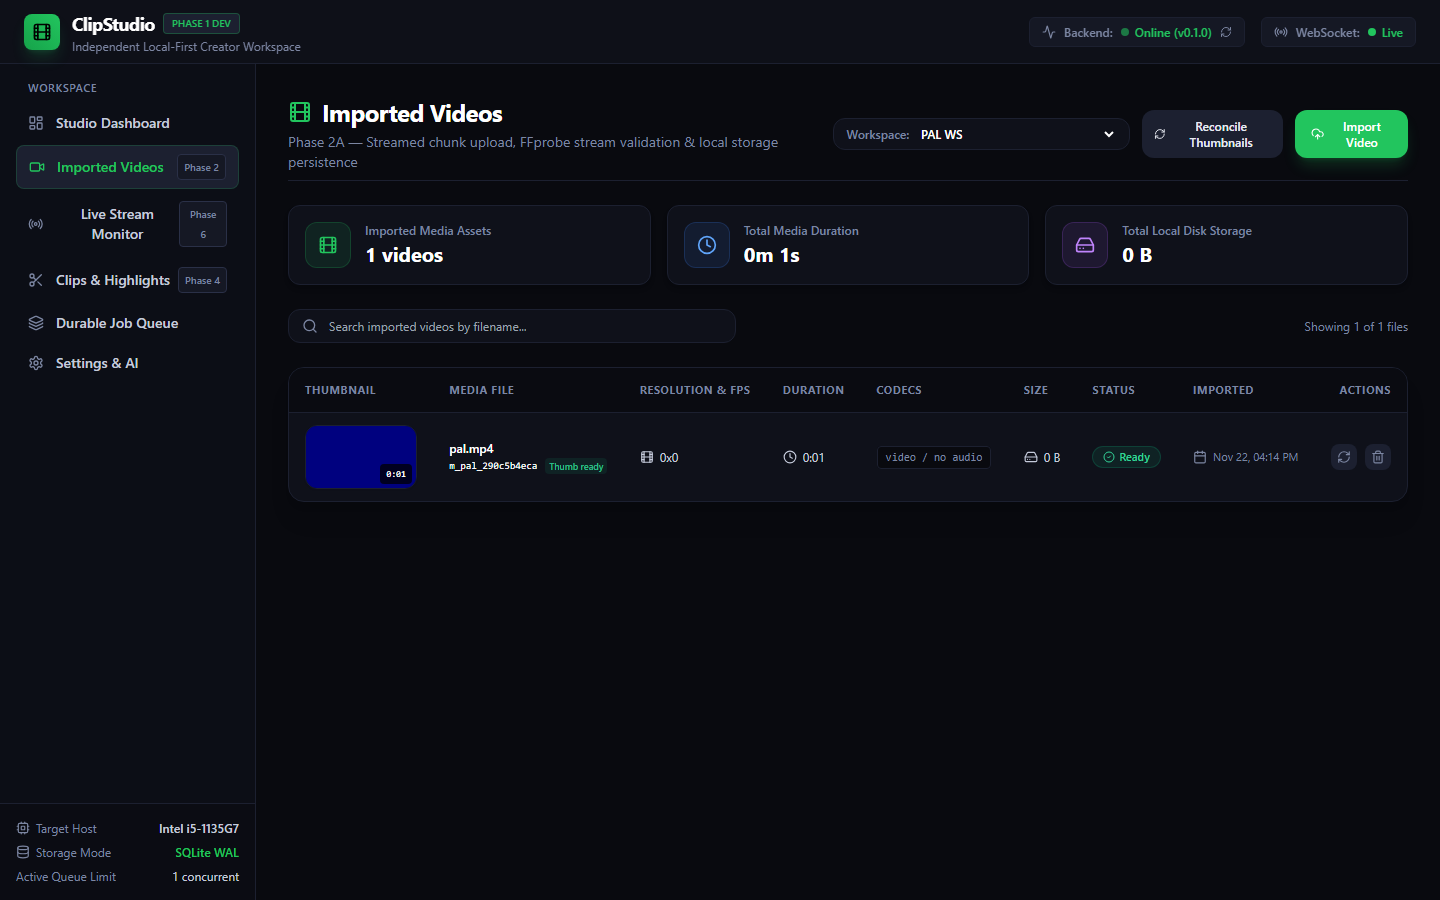 ClipStudio PHASE 1 DEV
Independent Local-First Creator Workspace
Backend: Online (v0.1.0)
WebSocket: Live
WORKSPACE
Studio Dashboard
Imported Videos Phase 2
Live Stream
Monitor
Phase
6
Clips & Highlights Phase 4
Durable Job Queue
Settings & AI
Target Host Intel i5-1135G7
Storage Mode SQLite WAL
Active Queue Limit 1 concurrent
Imported Videos
Phase 2A — Streamed chunk upload, FFprobe stream validation & local storage
persistence
Workspace: PAL WS
Reconcile
Thumbnails
Import
Video
Imported Media Assets
1 videos
Total Media Duration
0m 1s
Total Local Disk Storage
0 B
Search imported videos by filename...
Showing 1 of 1 files
THUMBNAIL MEDIA FILE RESOLUTION & FPS DURATION CODECS SIZE STATUS IMPORTED ACTIONS
0:01
pal.mp4
m_pal_290c5b4eca Thumb ready
0x0
0:01
video / no audio
0 B
Ready
Nov 22, 04:14 PM